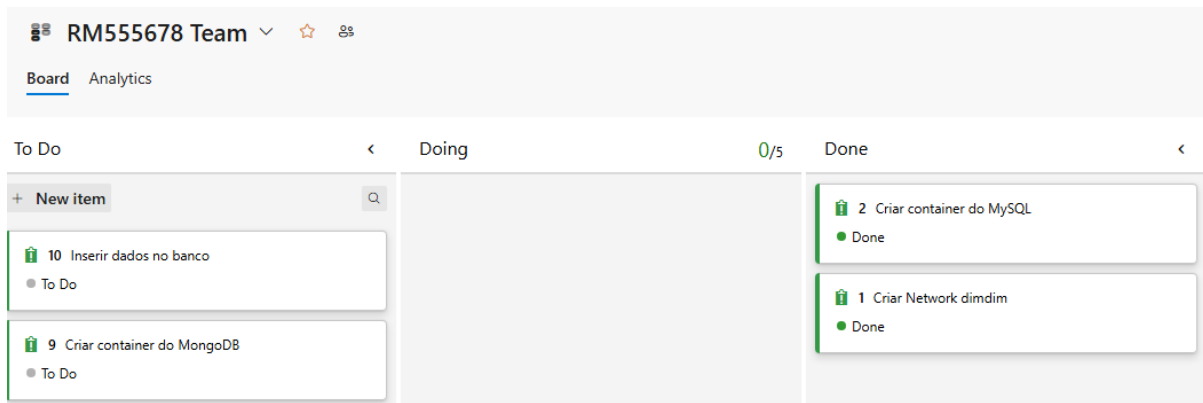 RM555678 Team
Board Analytics
To Do
+ New item
10 Inserir dados no banco
To Do
9 Criar container do MongoDB
To Do
Doing 0/5
Done
2 Criar container do MySQL
Done
1 Criar Network dimdim
Done